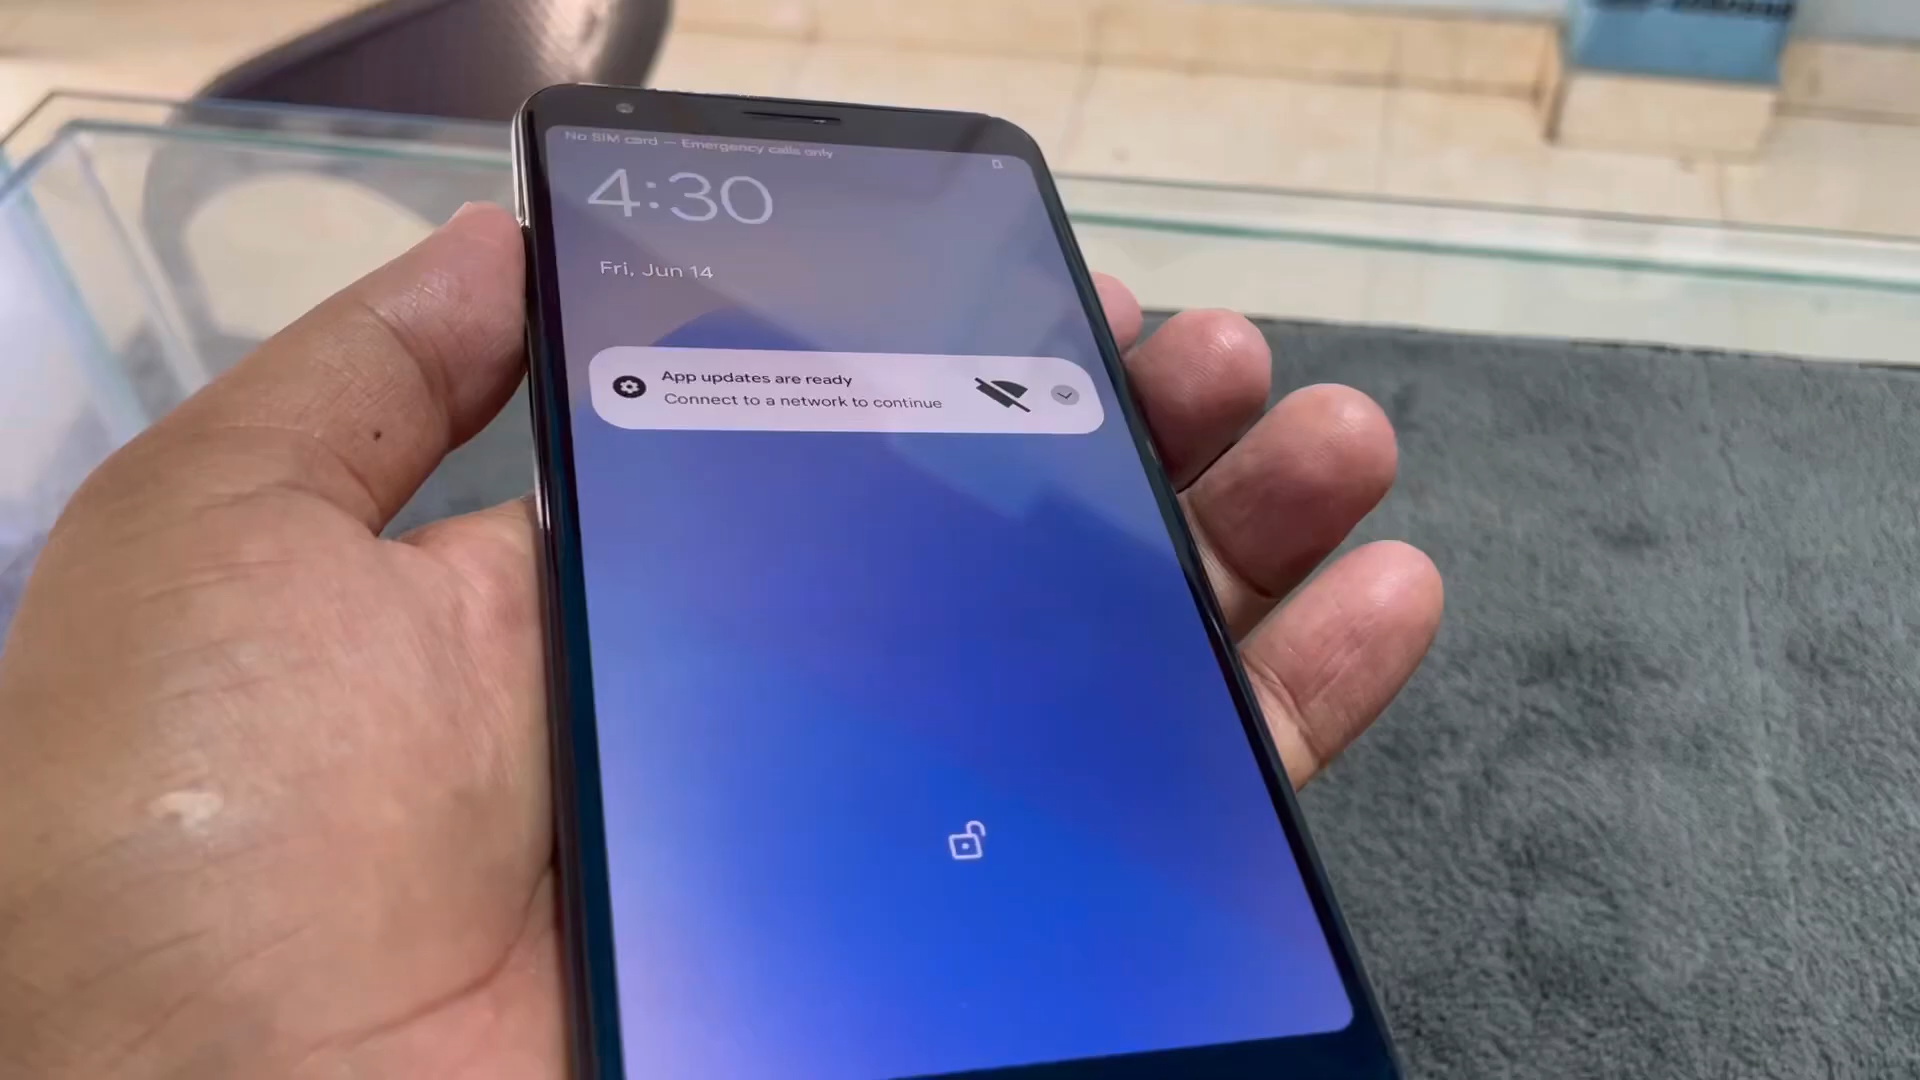 No SIM card — Emergency calls only
4:30
Fri, Jun 14
App updates are ready
Connect to a network to continue